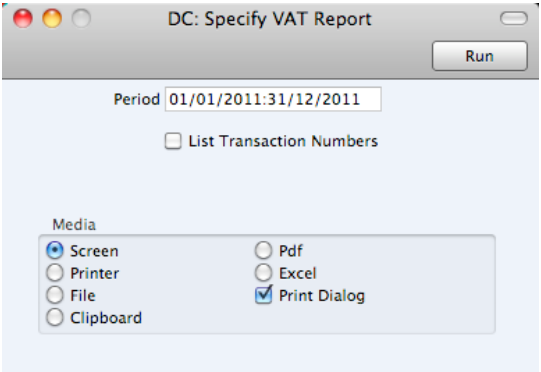 DC: Specify VAT Report
Run
Period 01/01/2011:31/12/2011
List Transaction Numbers
Media
Screen Pdf
Printer Excel
File Print Dialog
Clipboard